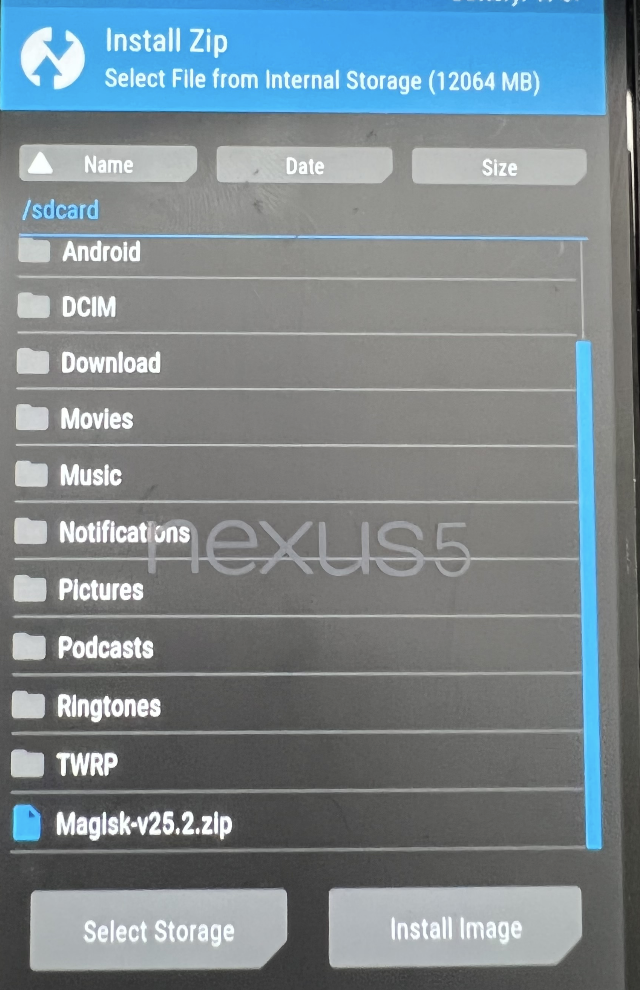 Install Zip
Select File from Internal Storage (12064 MB)
Name Date Size
/sdcard
Android
DCIM
Download
Movies
Music
Notifications
nexus5
Pictures
Podcasts
Ringtones
TWRP
Magisk-v25.2.zip
Select Storage Install Image